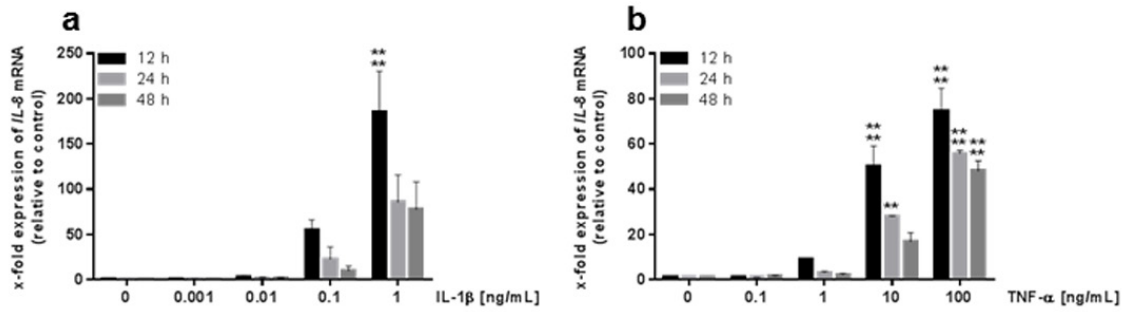 a
x-fold expression of IL-8 mRNA
(relative to control)
250
200
150
100
50
0
12 h
24 h
48 h
**
**
0 0.001 0.01 0.1 1 IL-1β [ng/mL]
b
x-fold expression of IL-8 mRNA
(relative to control)
100
80
60
40
20
0
12 h
24 h
48 h
**
**
**
**
**
**
**
**
**
0 0.1 1 10 100 TNF-α [ng/mL]